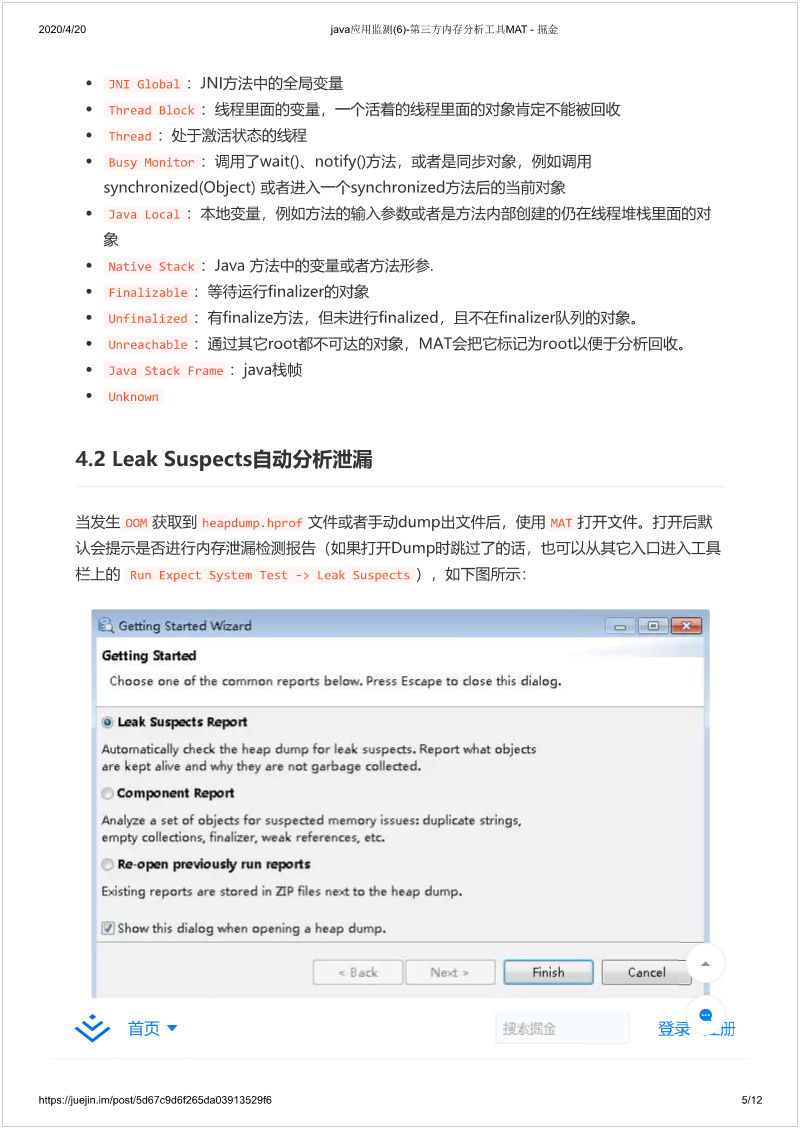 2020/4/20
java应用监测(6)-第三方内存分析工具MAT - 掘金
JNI Global ：JNI方法中的全局变量
Thread Block ：线程里面的变量，一个活着的线程里面的对象肯定不能被回收
Thread ：处于激活状态的线程
Busy Monitor ：调用了wait()、notify()方法，或者是同步对象，例如调用
synchronized(Object) 或者进入一个synchronized方法后的当前对象
Java Local ：本地变量，例如方法的输入参数或者是方法内部创建的仍在线程堆栈里面的对
象
Native Stack ：Java 方法中的变量或者方法形参.
Finalizable ：等待运行finalizer的对象
Unfinalized ：有finalize方法，但未进行finalized，且不在finalizer队列的对象。
Unreachable ：通过其它root都不可达的对象，MAT会把它标记为root以便于分析回收。
Java Stack Frame ：java栈帧
Unknown
4.2 Leak Suspects自动分析泄漏
当发生 OOM 获取到 heapdump.hprof 文件或者手动dump出文件后，使用 MAT 打开文件。打开后默
认会提示是否进行内存泄漏检测报告（如果打开Dump时跳过了的话，也可以从其它入口进入工具
栏上的 Run Expect System Test -> Leak Suspects ），如下图所示：
Getting Started Wizard
Getting Started
Choose one of the common reports below. Press Escape to close this dialog.
Leak Suspects Report
Automatically check the heap dump for leak suspects. Report what objects
are kept alive and why they are not garbage collected.
Component Report
Analyze a set of objects for suspected memory issues: duplicate strings,
empty collections, finalizer, weak references, etc.
Re-open previously run reports
Existing reports are stored in ZIP files next to the heap dump.
Show this dialog when opening a heap dump.
< Back
Next >
Finish
Cancel
首页
搜索掘金
登录
册
https://juejin.im/post/5d67c9d6f265da03913529f6
5/12